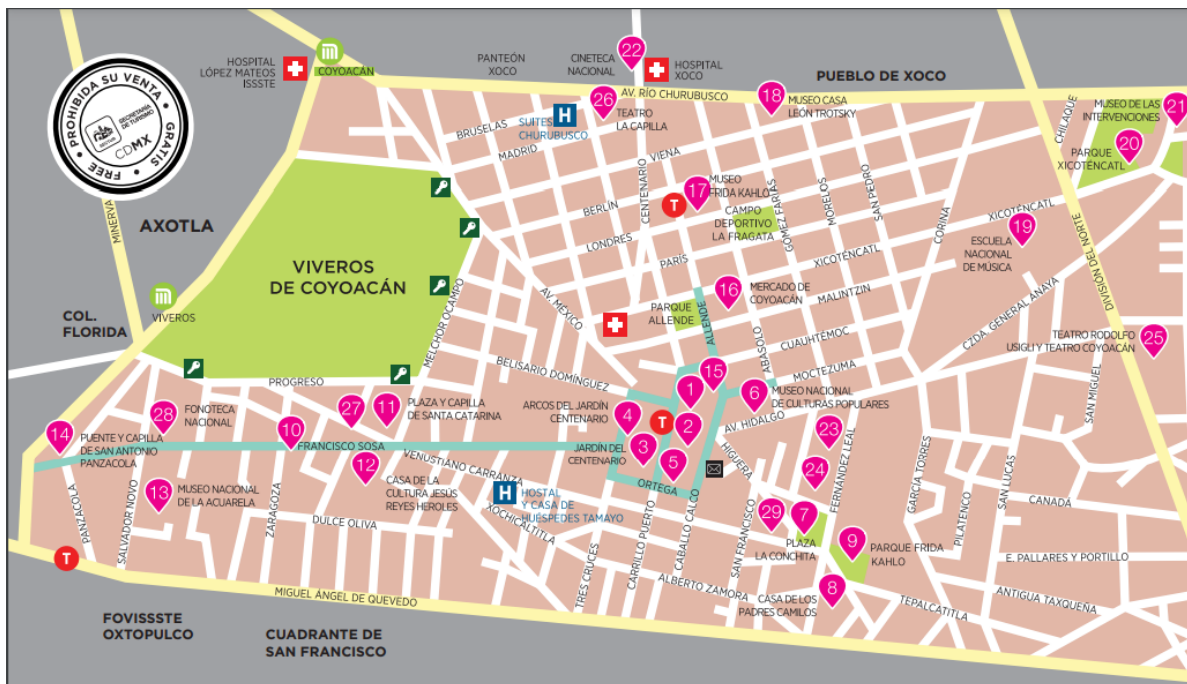 HOSPITAL
LÓPEZ MATEOS
ISSSTE
COYOACÁN
PANTEÓN
XOCO
CINETECA
NACIONAL
22
HOSPITAL
XOCO
PUEBLO DE XOCO
PROHIBIDA SU VENTA
GRATIS
FREE
SECRETARÍA
DE TURISMO
CDMX
AV. RÍO CHURUBUSCO
26
TEATRO
LA CAPILLA
18
MUSEO CASA
LEÓN TROTSKY
CHILAQUE
MUSEO DE LAS
INTERVENCIONES
21
20
PARQUE
XICOTÉNCATL
BRUSELAS
SUITES
CHURUBUSCO
H
MADRID
VIENA
MINERVA
AXOTLA
BERLÍN
CENTENARIO
T
17
MUSEO
FRIDA KAHLO
CAMPO
DEPORTIVO
LA FRAGATA
GÓMEZ FARÍAS
MORELOS
SAN PEDRO
CORINA
XICOTÉNCATL
19
ESCUELA
NACIONAL
DE MÚSICA
LONDRES
PARÍS
XICOTÉNCATL
VIVEROS
DE COYOACÁN
VIVEROS
COL.
FLORIDA
MELCHOR OCAMPO
AV. MÉXICO
PARQUE
ALLENDE
ALLENDE
16
MERCADO DE
COYOACÁN
MALINTZIN
ABASOLO
CUAUHTÉMOC
MOCTEZUMA
CZDA. GENERAL ANAYA
DIVISIÓN DEL NORTE
TEATRO RODOLFO
USIGLI Y TEATRO COYOACÁN
25
SAN MIGUEL
BELISARIO DOMÍNGUEZ
PROGRESO
15
1
6
MUSEO NACIONAL
DE CULTURAS POPULARES
AV. HIDALGO
28
FONOTECA
NACIONAL
27
11
PLAZA Y CAPILLA
DE SANTA CATARINA
ARCOS DEL JARDÍN
CENTENARIO
4
T
2
14
PUENTE Y CAPILLA
DE SAN ANTONIO
PANZACOLA
10
FRANCISCO SOSA
JARDÍN DEL
CENTENARIO
3
5
HIGUERA
23
24
FERNÁNDEZ LEAL
GARCÍA TORRES
PILATENCO
SAN LUCAS
CANADÁ
12
CASA DE LA
CULTURA JESÚS
REYES HEROLES
VENUSTIANO CARRANZA
H
HOSTAL
Y CASA DE
HUÉSPEDES TAMAYO
ORTEGA
13
MUSEO NACIONAL
DE LA ACUARELA
PANZACOLA
SALVADOR NOVO
ZARAGOZA
DULCE OLIVA
XOCHICALTITLA
TRES CRUCES
CARRILLO PUERTO
CABALLO CALCO
SAN FRANCISCO
29
7
PLAZA
LA CONCHITA
9
PARQUE FRIDA
KAHLO
E. PALLARES Y PORTILLO
T
MIGUEL ÁNGEL DE QUEVEDO
ALBERTO ZAMORA
CASA DE LOS
PADRES CAMILOS
8
TEPALCÁTITLA
ANTIGUA TAXQUEÑA
FOVISSSTE
OXTOPULCO
CUADRANTE DE
SAN FRANCISCO